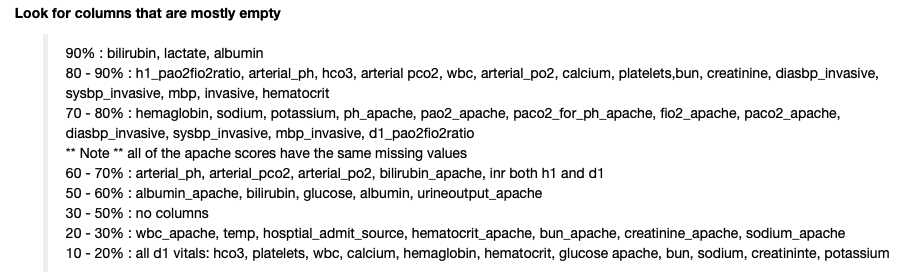 Look for columns that are mostly empty
90% : bilirubin, lactate, albumin
80 - 90% : h1_pao2fio2ratio, arterial_ph, hco3, arterial pco2, wbc, arterial_po2, calcium, platelets,bun, creatinine, diasbp_invasive,
sysbp_invasive, mbp, invasive, hematocrit
70 - 80% : hemaglobin, sodium, potassium, ph_apache, pao2_apache, paco2_for_ph_apache, fio2_apache, paco2_apache,
diasbp_invasive, sysbp_invasive, mbp_invasive, d1_pao2fio2ratio
** Note ** all of the apache scores have the same missing values
60 - 70% : arterial_ph, arterial_pco2, arterial_po2, bilirubin_apache, inr both h1 and d1
50 - 60% : albumin_apache, bilirubin, glucose, albumin, urineoutput_apache
30 - 50% : no columns
20 - 30% : wbc_apache, temp, hosptial_admit_source, hematocrit_apache, bun_apache, creatinine_apache, sodium_apache
10 - 20% : all d1 vitals: hco3, platelets, wbc, calcium, hemaglobin, hematocrit, glucose apache, bun, sodium, creatininte, potassium